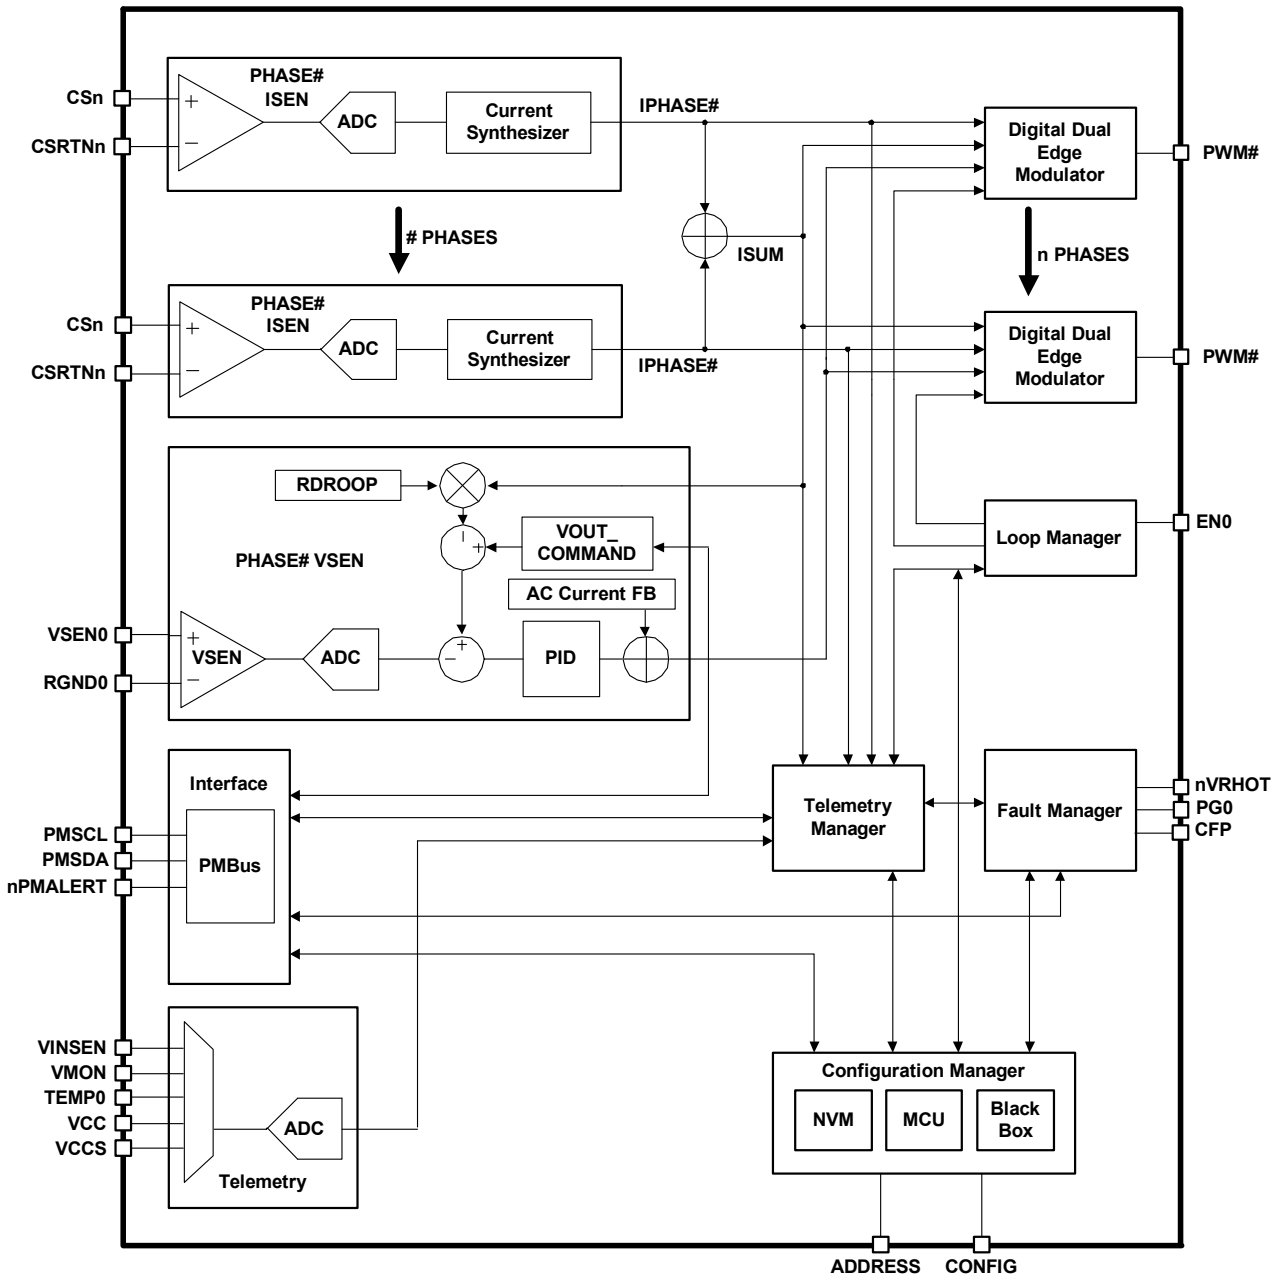 PHASE#
ISEN
CSn
+
ADC
Current
Synthesizer
IPHASE#
Digital Dual
Edge
Modulator
CSRTNn
−
PWM#
# PHASES
ISUM
n PHASES
PHASE#
ISEN
CSn
+
ADC
Current
Synthesizer
IPHASE#
Digital Dual
Edge
Modulator
CSRTNn
−
PWM#
RDROOP
VOUT_
COMMAND
−
+
PHASE# VSEN
AC Current FB
Loop Manager
EN0
VSEN0
+
VSEN
ADC
−
+
PID
RGND0
−
Interface
PMBus
PMSCL
PMSDA
nPMALERT
Telemetry
Manager
Fault Manager
nVRHOT
PG0
CFP
VINSEN
VMON
TEMP0
VCC
VCCS
ADC
Telemetry
Configuration Manager
NVM
MCU
Black
Box
ADDRESS
CONFIG